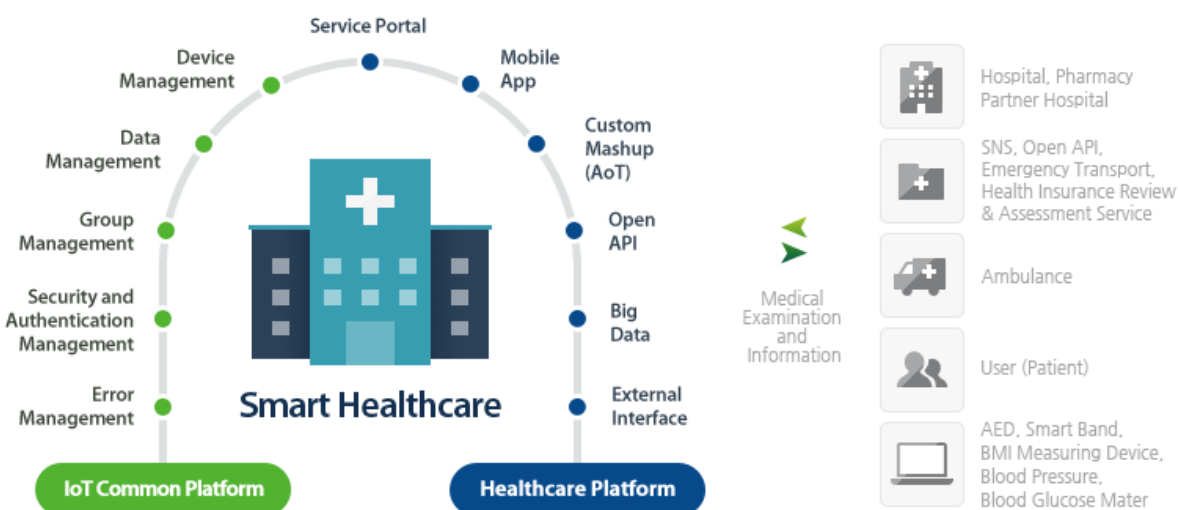 Service Portal
Device
Management
Mobile
App
Data
Management
Custom
Mashup
(AoT)
Group
Management
Open
API
Security and
Authentication
Management
Big
Data
Error
Management
External
Interface
Smart Healthcare
IoT Common Platform
Healthcare Platform
Medical
Examination
and
Information
Hospital, Pharmacy
Partner Hospital
SNS, Open API,
Emergency Transport,
Health Insurance Review
& Assessment Service
Ambulance
User (Patient)
AED, Smart Band,
BMI Measuring Device,
Blood Pressure,
Blood Glucose Mater